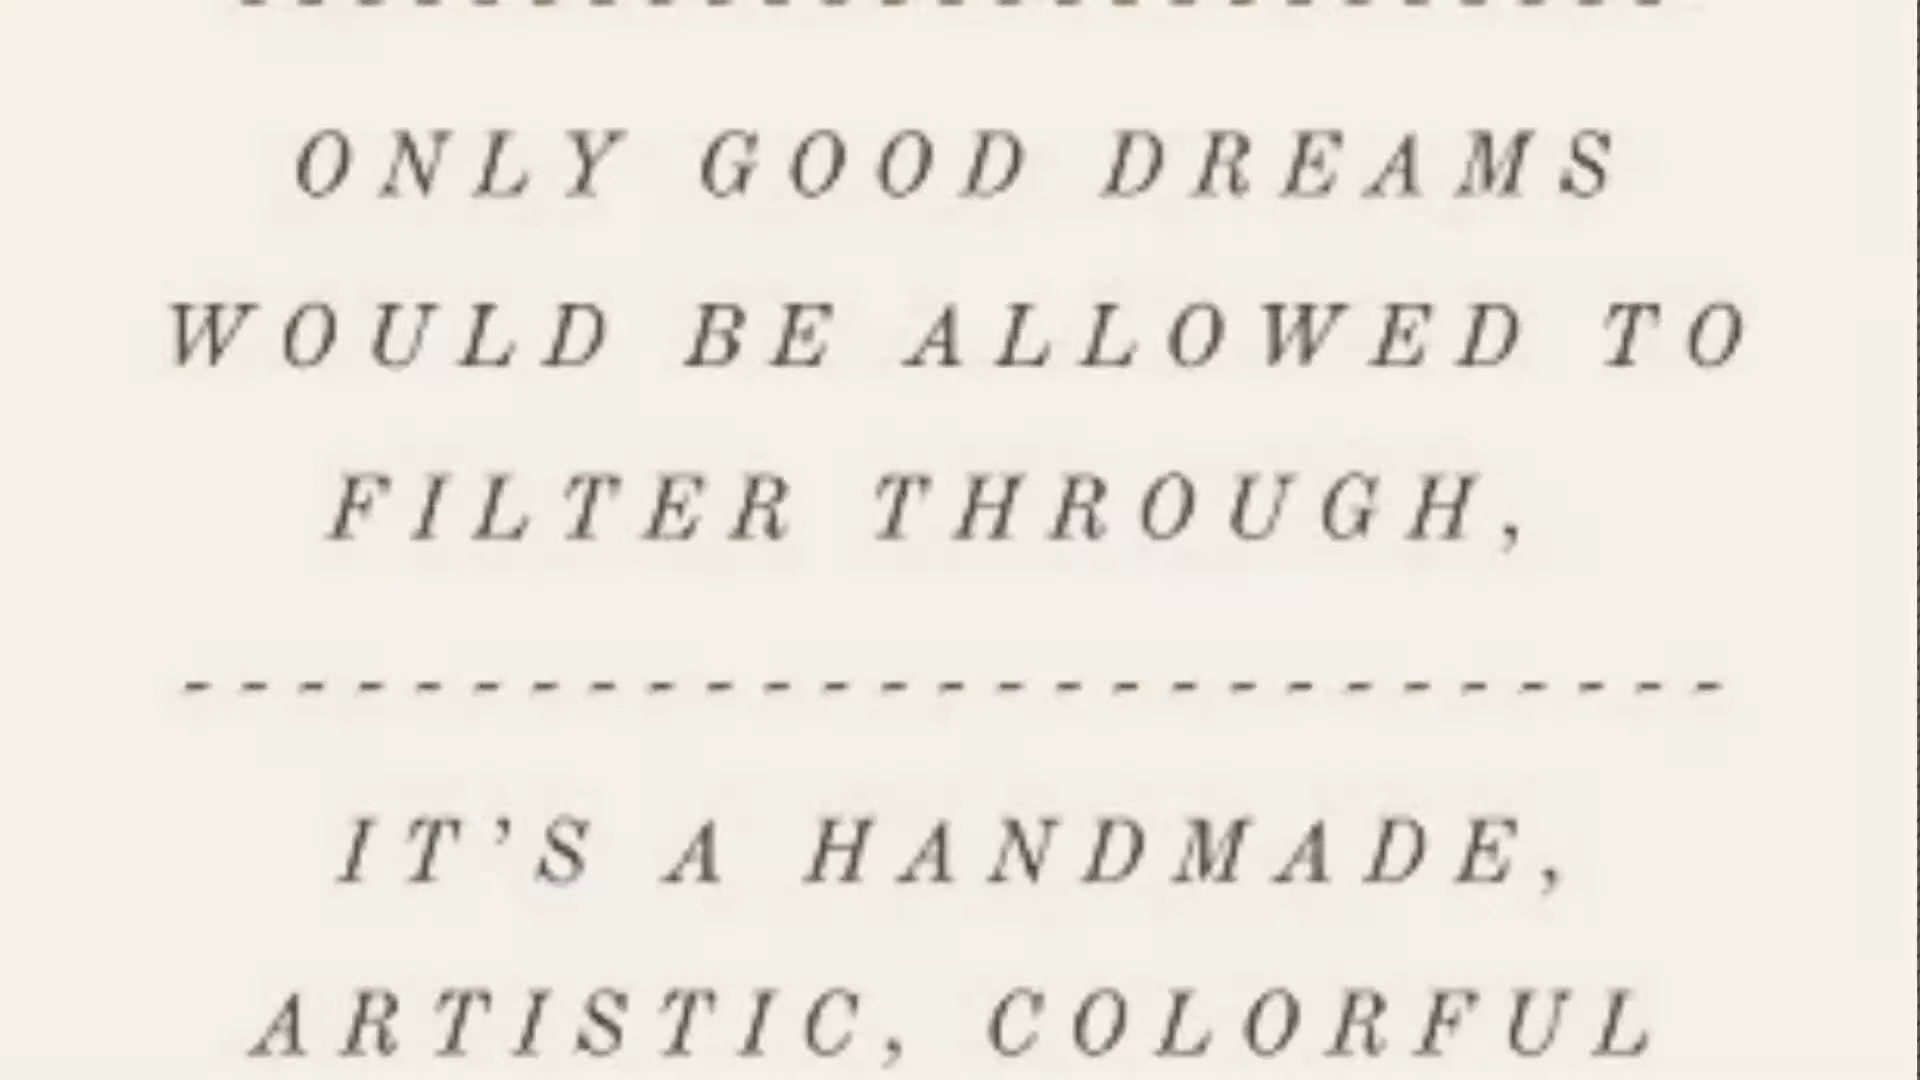 ONLY GOOD DREAMS
WOULD BE ALLOWED TO
FILTER THROUGH,
---------------------------
IT’S A HANDMADE,
ARTISTIC, COLORFUL